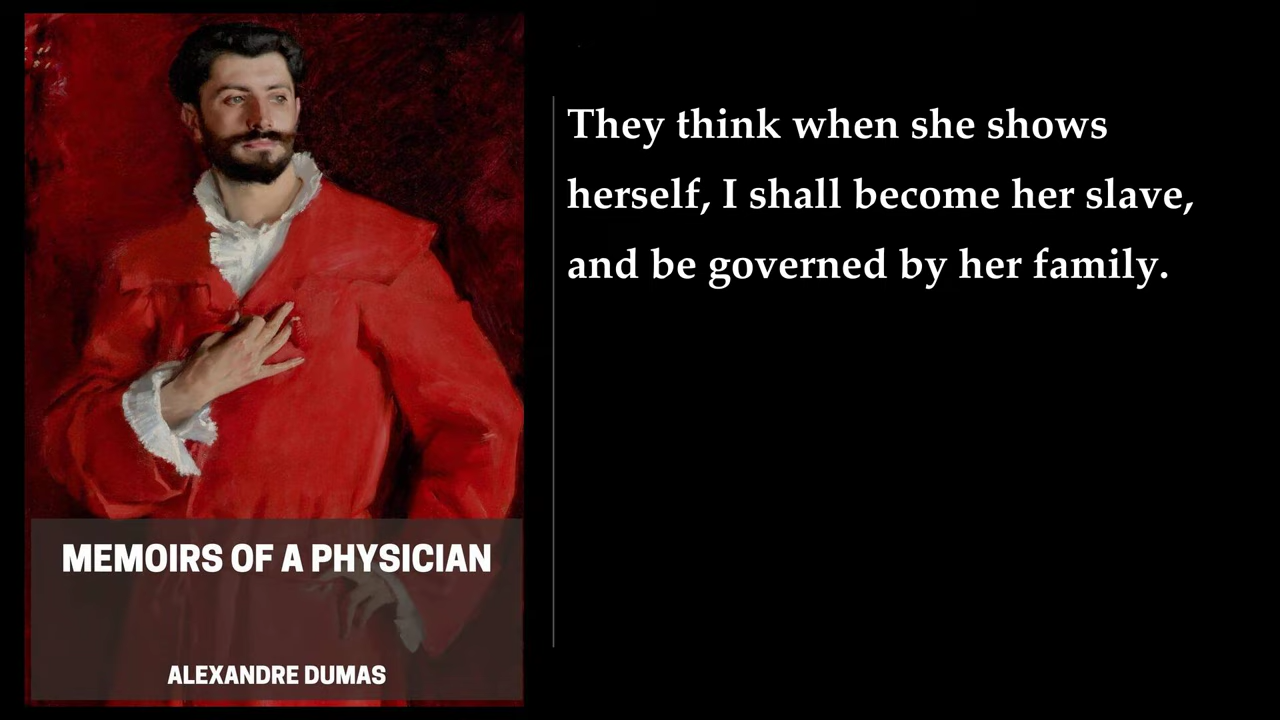 They think when she shows
herself, I shall become her slave,
and be governed by her family.
MEMOIRS OF A PHYSICIAN
ALEXANDRE DUMAS